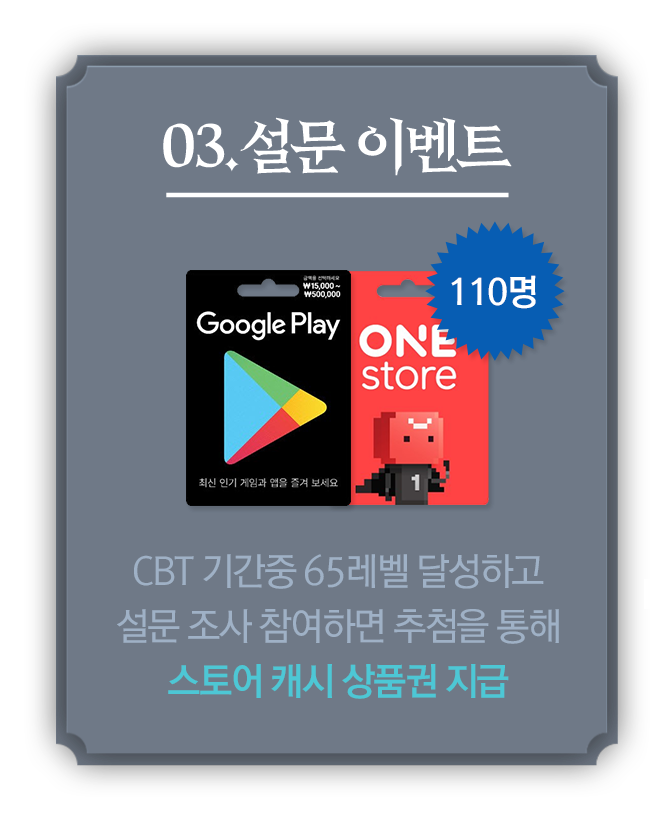 03. 설문 이벤트
110명
금액을 선택하세요
₩15,000 ~
₩500,000
Google Play
최신 인기 게임과 앱을 즐겨 보세요
ONE
store
1
CBT 기간중 65레벨 달성하고
설문 조사 참여하면 추첨을 통해
스토어 캐시 상품권 지급